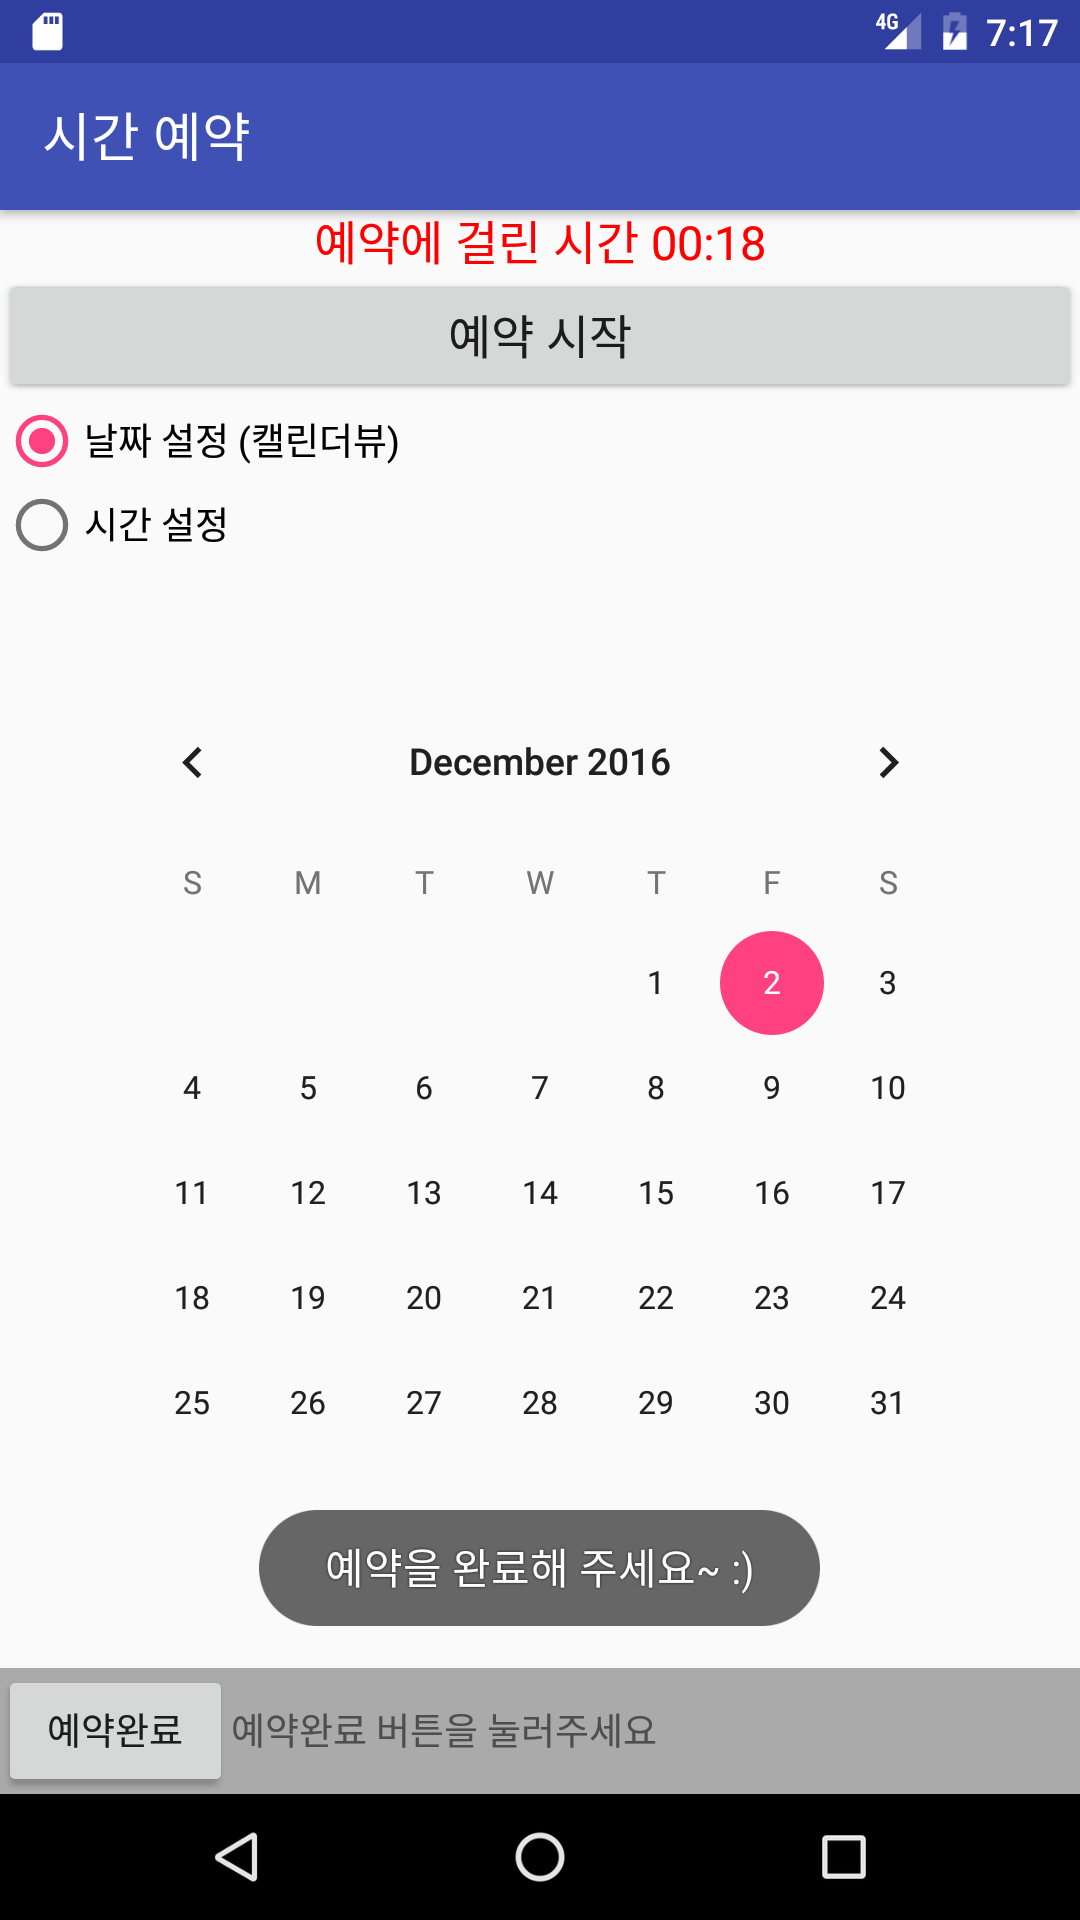 4G 7:17
시간 예약
예약에 걸린 시간 00:18
예약 시작
날짜 설정 (캘린더뷰)
시간 설정
December 2016
S M T W T F S
1 2 3
4 5 6 7 8 9 10
11 12 13 14 15 16 17
18 19 20 21 22 23 24
25 26 27 28 29 30 31
예약을 완료해 주세요~ :)
예약완료 예약완료 버튼을 눌러주세요